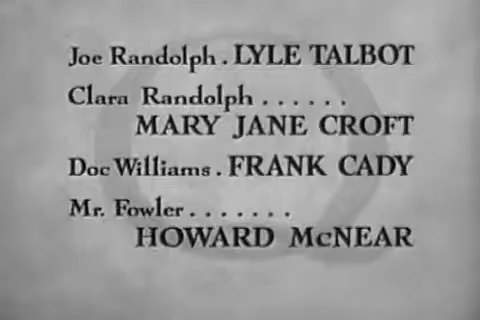 Joe Randolph . LYLE TALBOT
Clara Randolph . . . . . .
MARY JANE CROFT
Doc Williams . FRANK CADY
Mr. Fowler . . . . . . .
HOWARD McNEAR